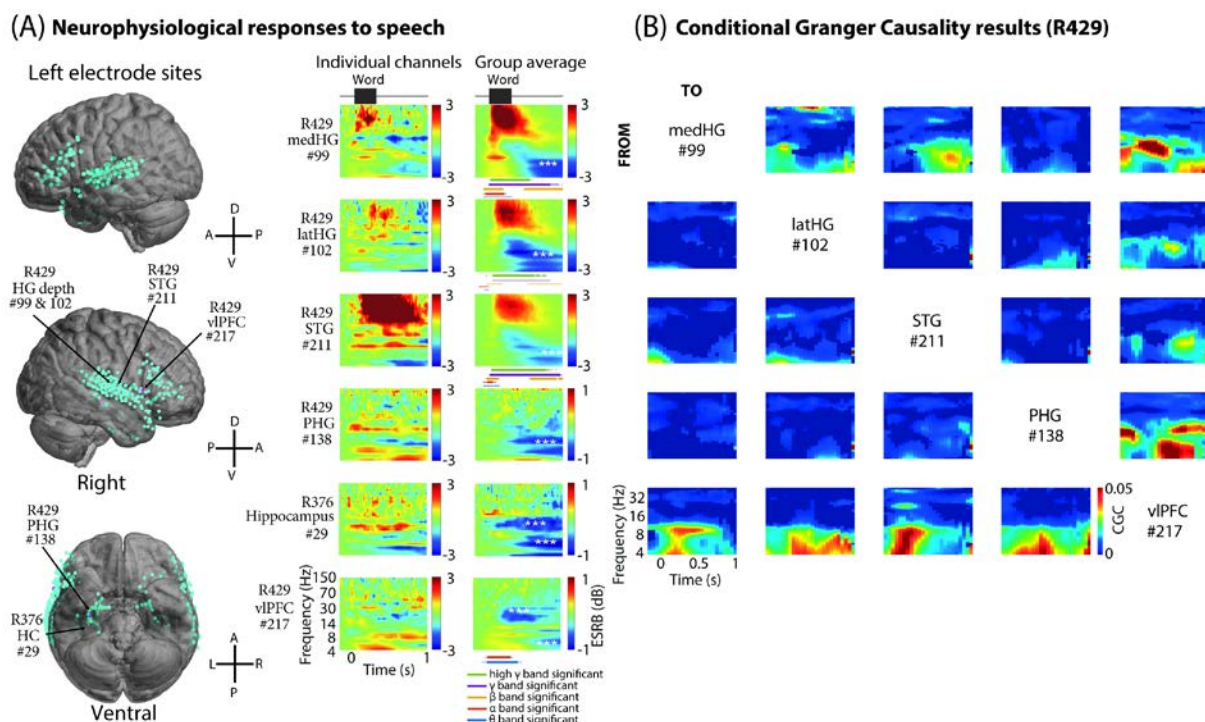 (A) Neurophysiological responses to speech
Left electrode sites
D
A P
V
R429
HG depth
#99 & 102
R429
STG
#211
R429
vlPFC
#217
D
P A
V
Right
R429
PHG
#138
R376
HC
#29
A
L R
P
Ventral
Individual channels
Group average
Word
Word
R429
medHG
#99
3
-3
3
***
-3
R429
latHG
#102
3
-3
3
***
-3
R429
STG
#211
3
-3
3
***
-3
R429
PHG
#138
3
-3
1
***
-1
R376
Hippocampus
#29
3
-3
1
***
***
-1
R429
vlPFC
#217
Frequency (Hz)
150
70
30
14
8
4
0 1
Time (s)
3
-3
***
***
1
-1
ESRB (dB)
high γ band significant
γ band significant
β band significant
α band significant
θ band significant
(B) Conditional Granger Causality results (R429)
TO
FROM
medHG
#99
latHG
#102
STG
#211
PHG
#138
vlPFC
#217
Frequency (Hz)
32
16
8
4
0 0.5 1
Time (s)
0.05
0
CGC